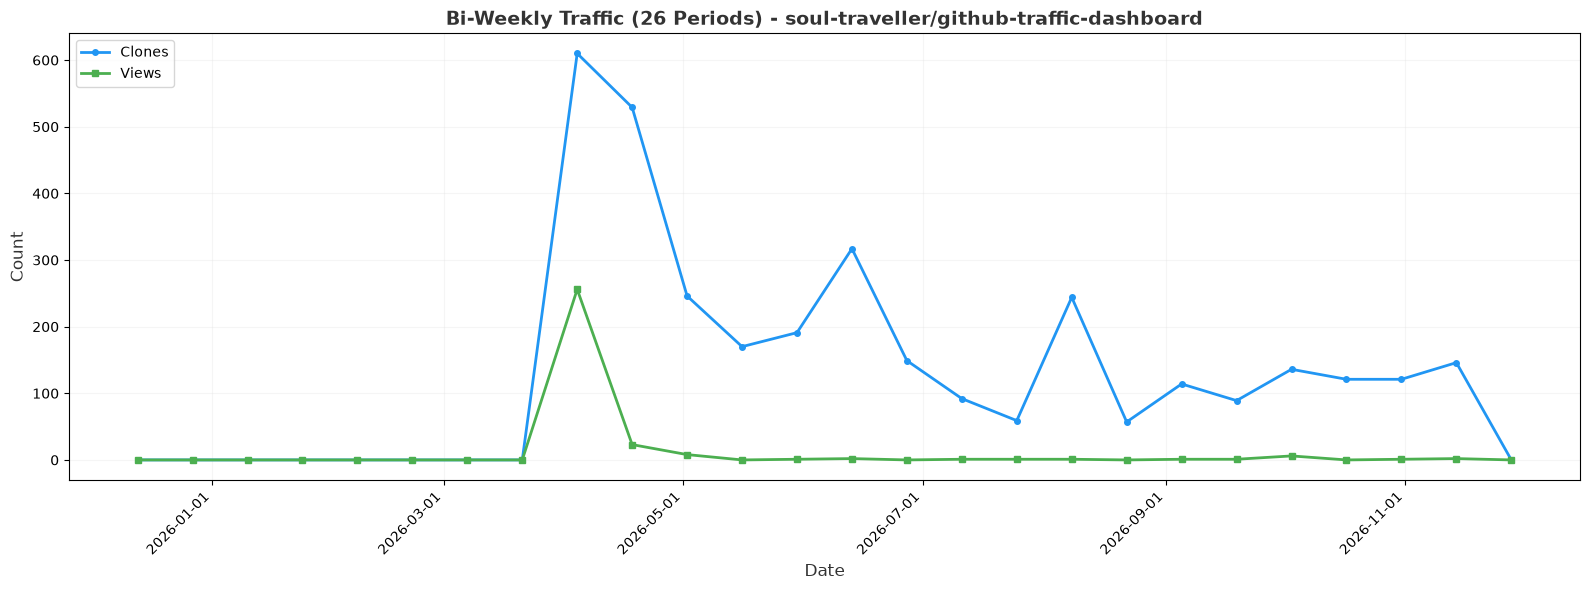 Bi-Weekly Traffic (26 Periods) - soul-traveller/github-traffic-dashboard
Clones
Views
Count
600
500
400
300
200
100
0
2026-01-01
2026-03-01
2026-05-01
2026-07-01
2026-09-01
2026-11-01
Date